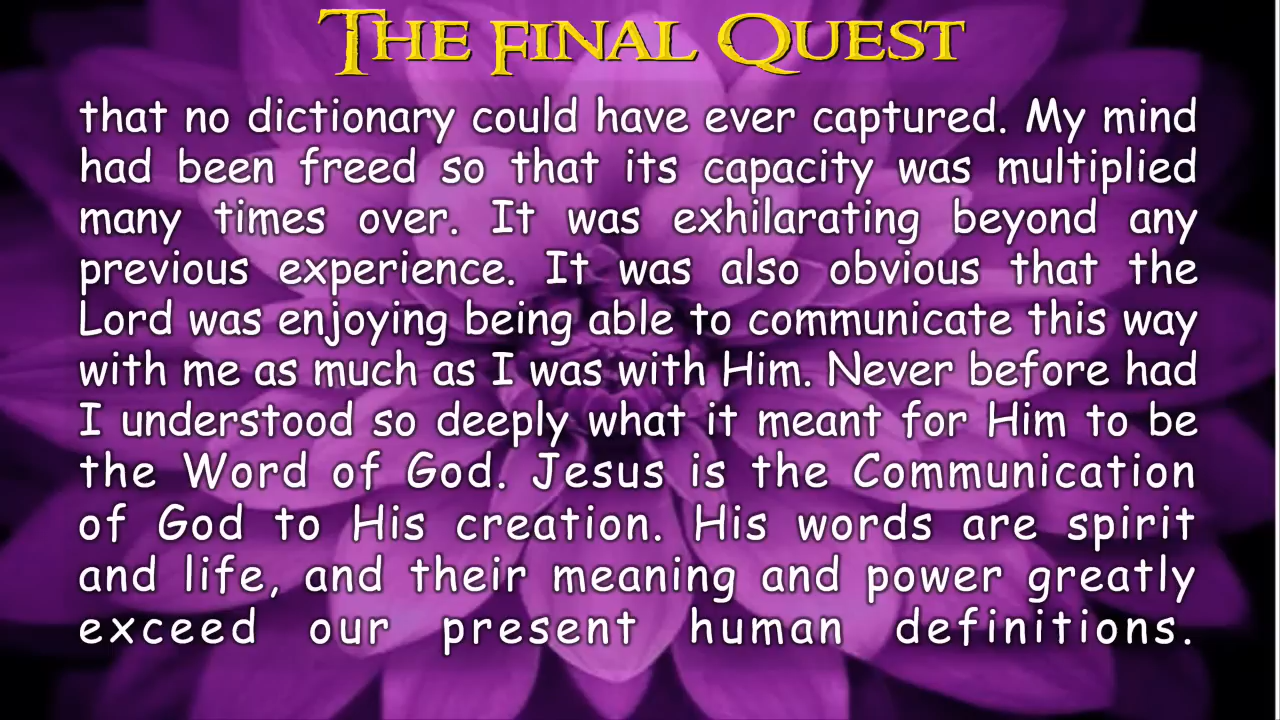 The Final Quest
that no dictionary could have ever captured. My mind
had been freed so that its capacity was multiplied
many times over. It was exhilarating beyond any
previous experience. It was also obvious that the
Lord was enjoying being able to communicate this way
with me as much as I was with Him. Never before had
I understood so deeply what it meant for Him to be
the Word of God. Jesus is the Communication
of God to His creation. His words are spirit
and life, and their meaning and power greatly
exceed our present human definitions.